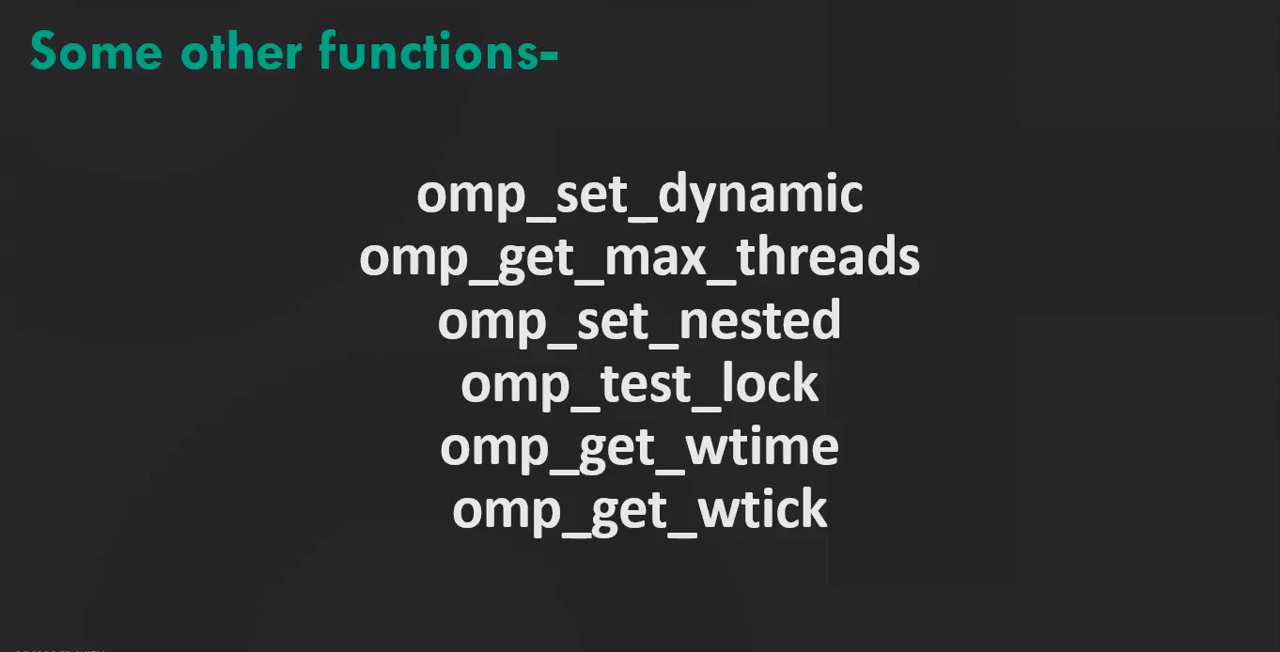 Some other functions-
omp_set_dynamic
omp_get_max_threads
omp_set_nested
omp_test_lock
omp_get_wtime
omp_get_wtick